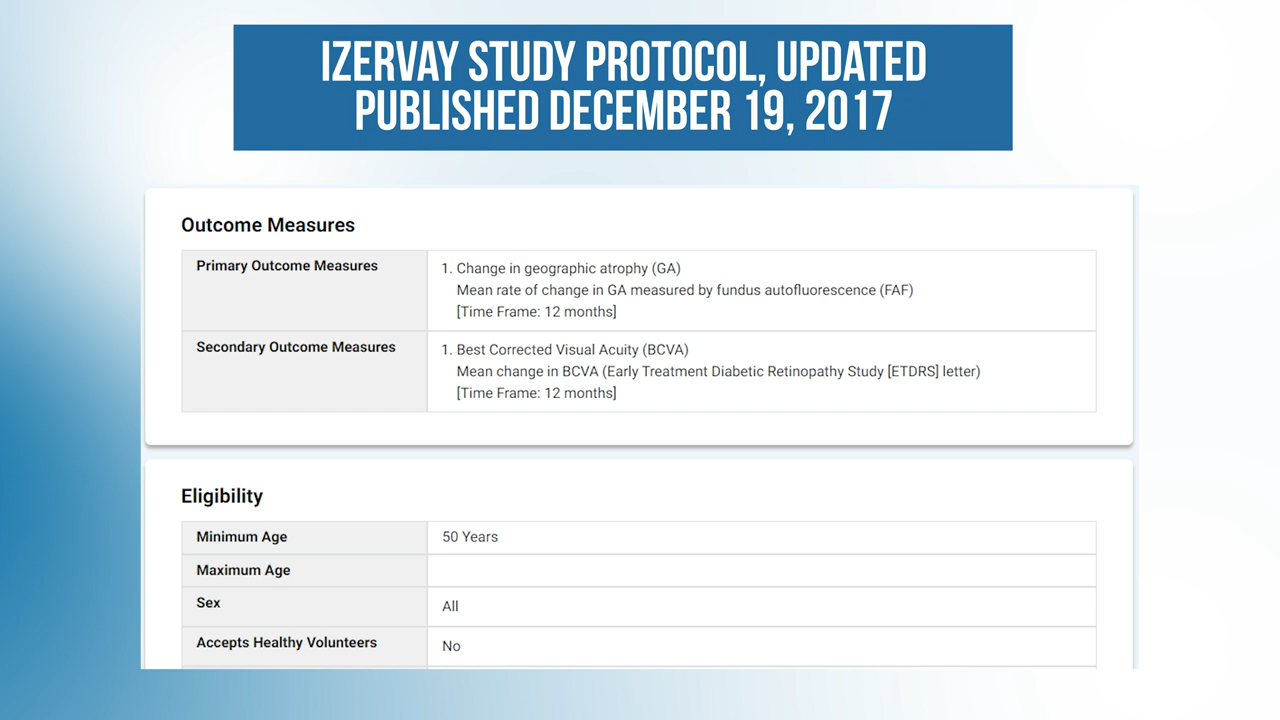 IZERVAY STUDY PROTOCOL, UPDATED
PUBLISHED DECEMBER 19, 2017
Outcome Measures
Primary Outcome Measures
1. Change in geographic atrophy (GA)
Mean rate of change in GA measured by fundus autofluorescence (FAF)
[Time Frame: 12 months]
Secondary Outcome Measures
1. Best Corrected Visual Acuity (BCVA)
Mean change in BCVA (Early Treatment Diabetic Retinopathy Study [ETDRS] letter)
[Time Frame: 12 months]
Eligibility
Minimum Age
50 Years
Maximum Age
Sex
All
Accepts Healthy Volunteers
No